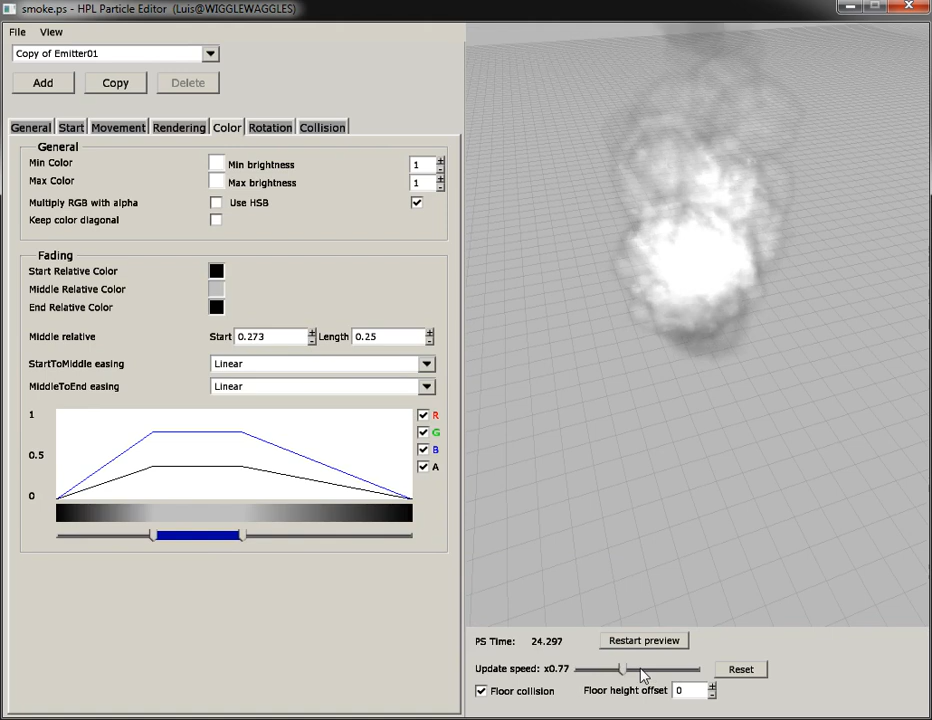 smoke.ps - HPL Particle Editor (Luis@WIGGLEWAGGLES)
File View
Copy of Emitter01
Add Copy Delete
General Start Movement Rendering Color Rotation Collision
General
Min Color Min brightness 1
Max Color Max brightness 1
Multiply RGB with alpha Use HSB
Keep color diagonal
Fading
Start Relative Color
Middle Relative Color
End Relative Color
Middle relative Start 0.273 Length 0.25
StartToMiddle easing Linear
MiddleToEnd easing Linear
1 R
G
0.5 B
A
0
PS Time: 24.297 Restart preview
Update speed: x0.77 Reset
Floor collision Floor height offset 0